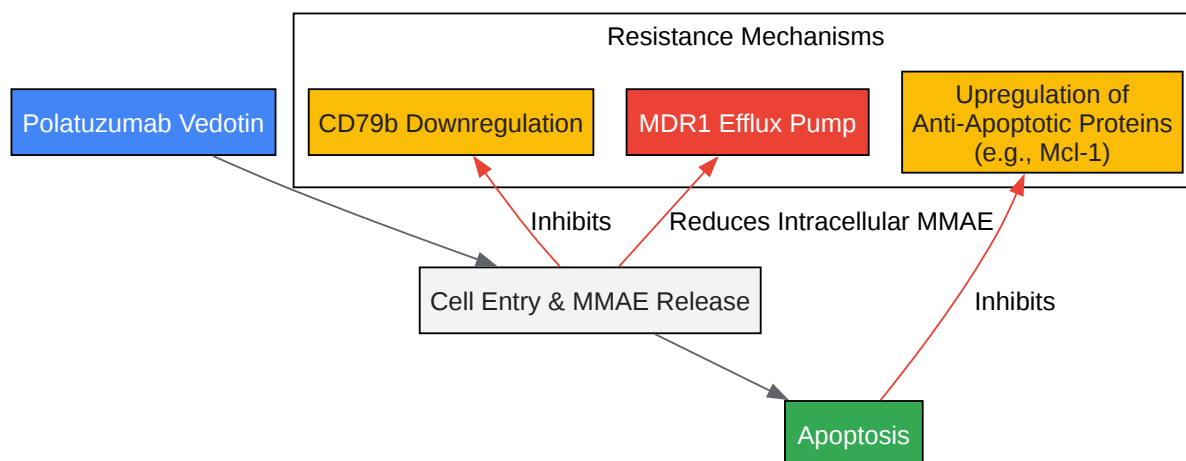 Resistance Mechanisms
Polatuzumab Vedotin
CD79b Downregulation
MDR1 Efflux Pump
Upregulation of
Anti-Apoptotic Proteins
(e.g., Mcl-1)
Inhibits
Reduces Intracellular MMAE
Cell Entry & MMAE Release
Inhibits
Apoptosis